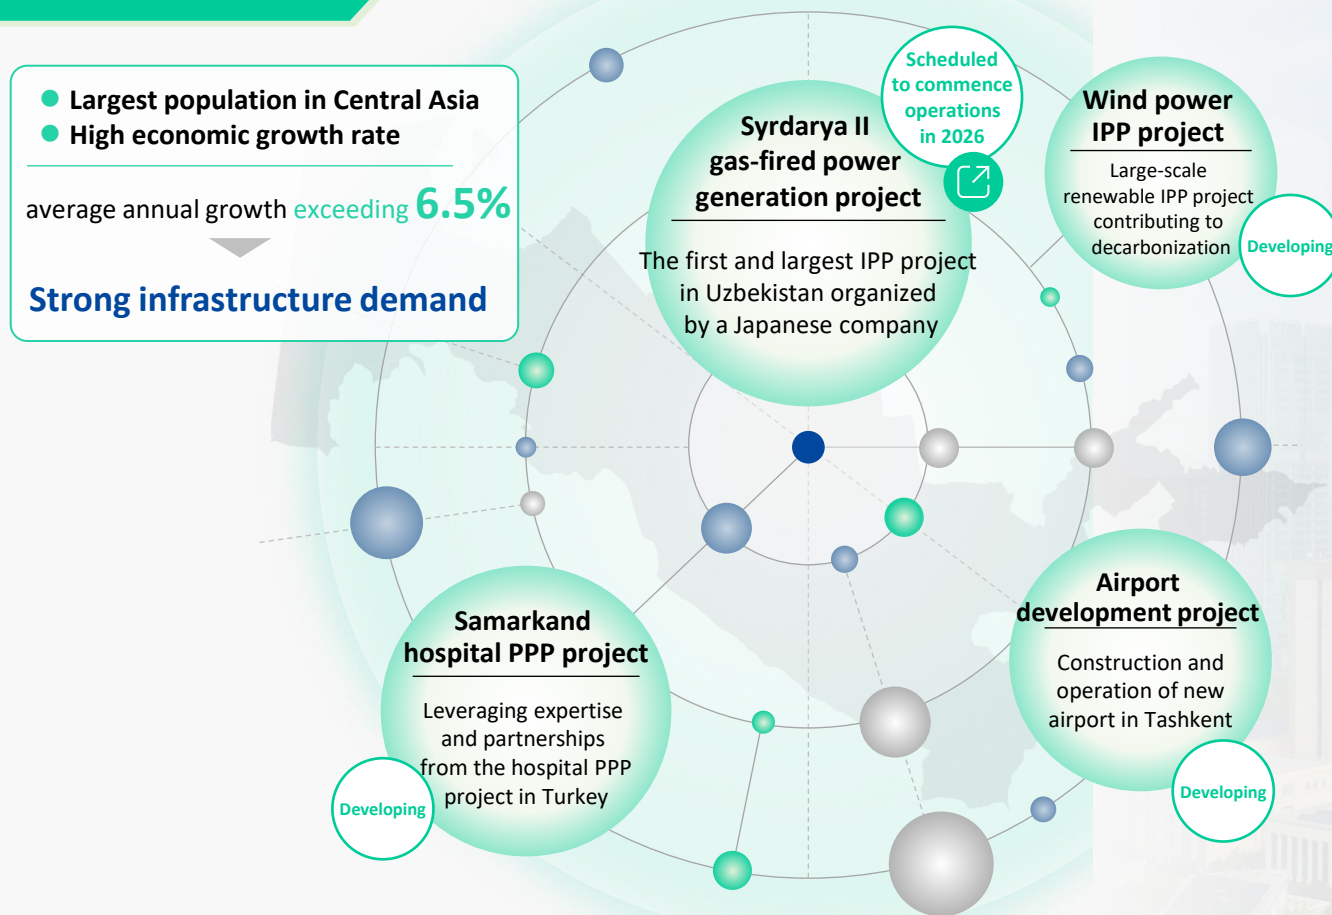 Largest population in Central Asia
High economic growth rate
average annual growth exceeding 6.5%
Strong infrastructure demand
Syrdarya II
gas-fired power
generation project
The first and largest IPP project
in Uzbekistan organized
by a Japanese company
Scheduled
to commence
operations
in 2026
Wind power
IPP project
Large-scale
renewable IPP project
contributing to
decarbonization
Developing
Samarkand
hospital PPP project
Leveraging expertise
and partnerships
from the hospital PPP
project in Turkey
Developing
Airport
development project
Construction and
operation of new
airport in Tashkent
Developing